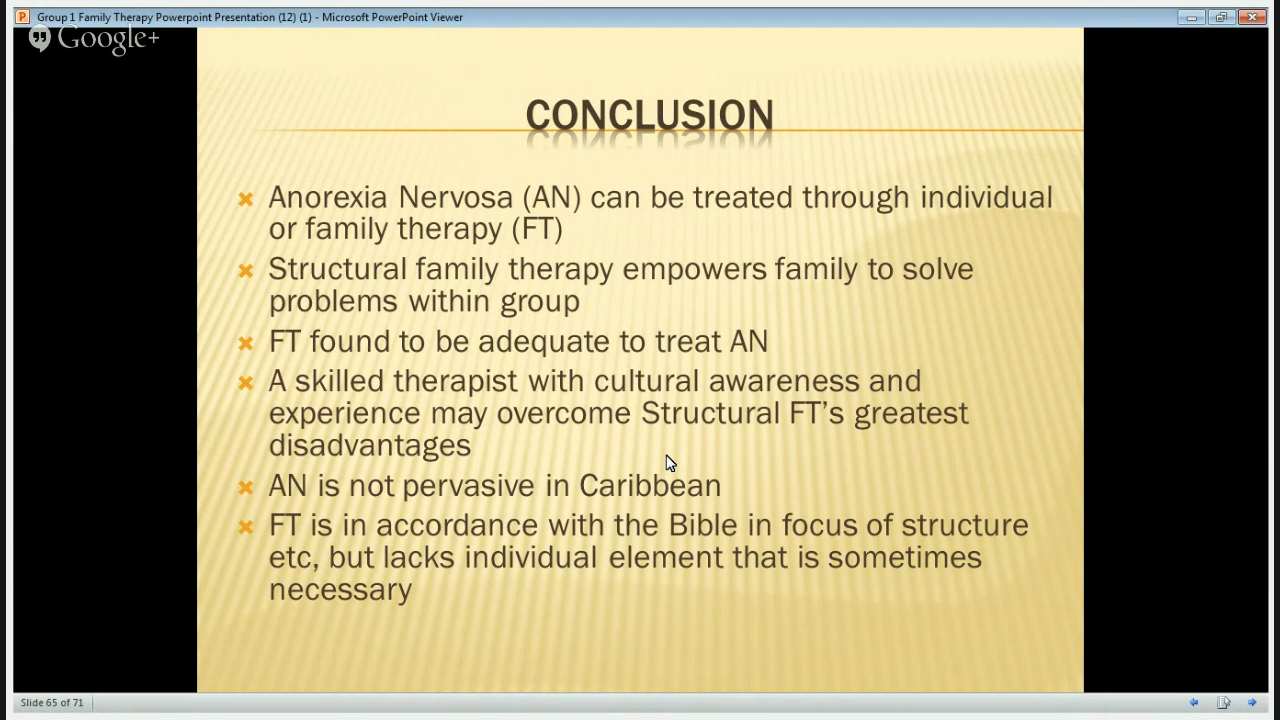 Group 1 Family Therapy Powerpoint Presentation (12) (1) - Microsoft PowerPoint Viewer
Google+
CONCLUSION
Anorexia Nervosa (AN) can be treated through individual
or family therapy (FT)
Structural family therapy empowers family to solve
problems within group
FT found to be adequate to treat AN
A skilled therapist with cultural awareness and
experience may overcome Structural FT’s greatest
disadvantages
AN is not pervasive in Caribbean
FT is in accordance with the Bible in focus of structure
etc, but lacks individual element that is sometimes
necessary
Slide 65 of 71